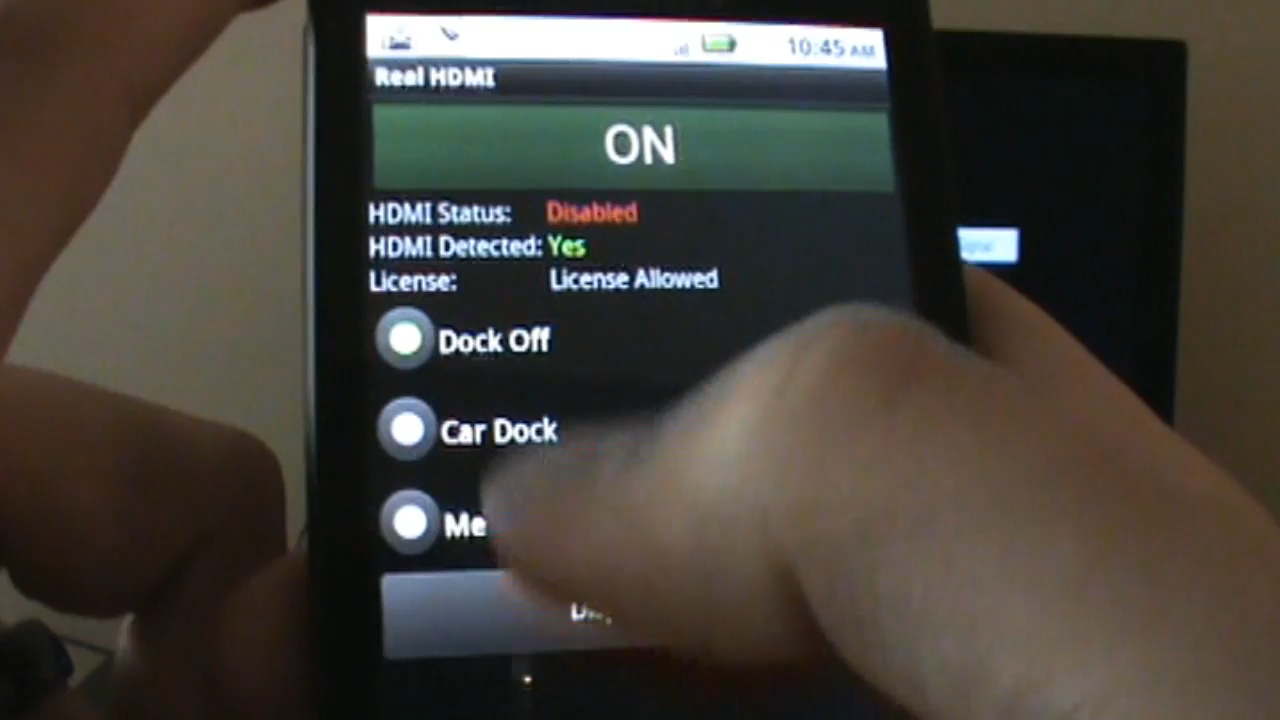 10:45 AM
Real HDMI
ON
HDMI Status: Disabled
HDMI Detected: Yes
License: License Allowed
Dock Off
Car Dock
Me